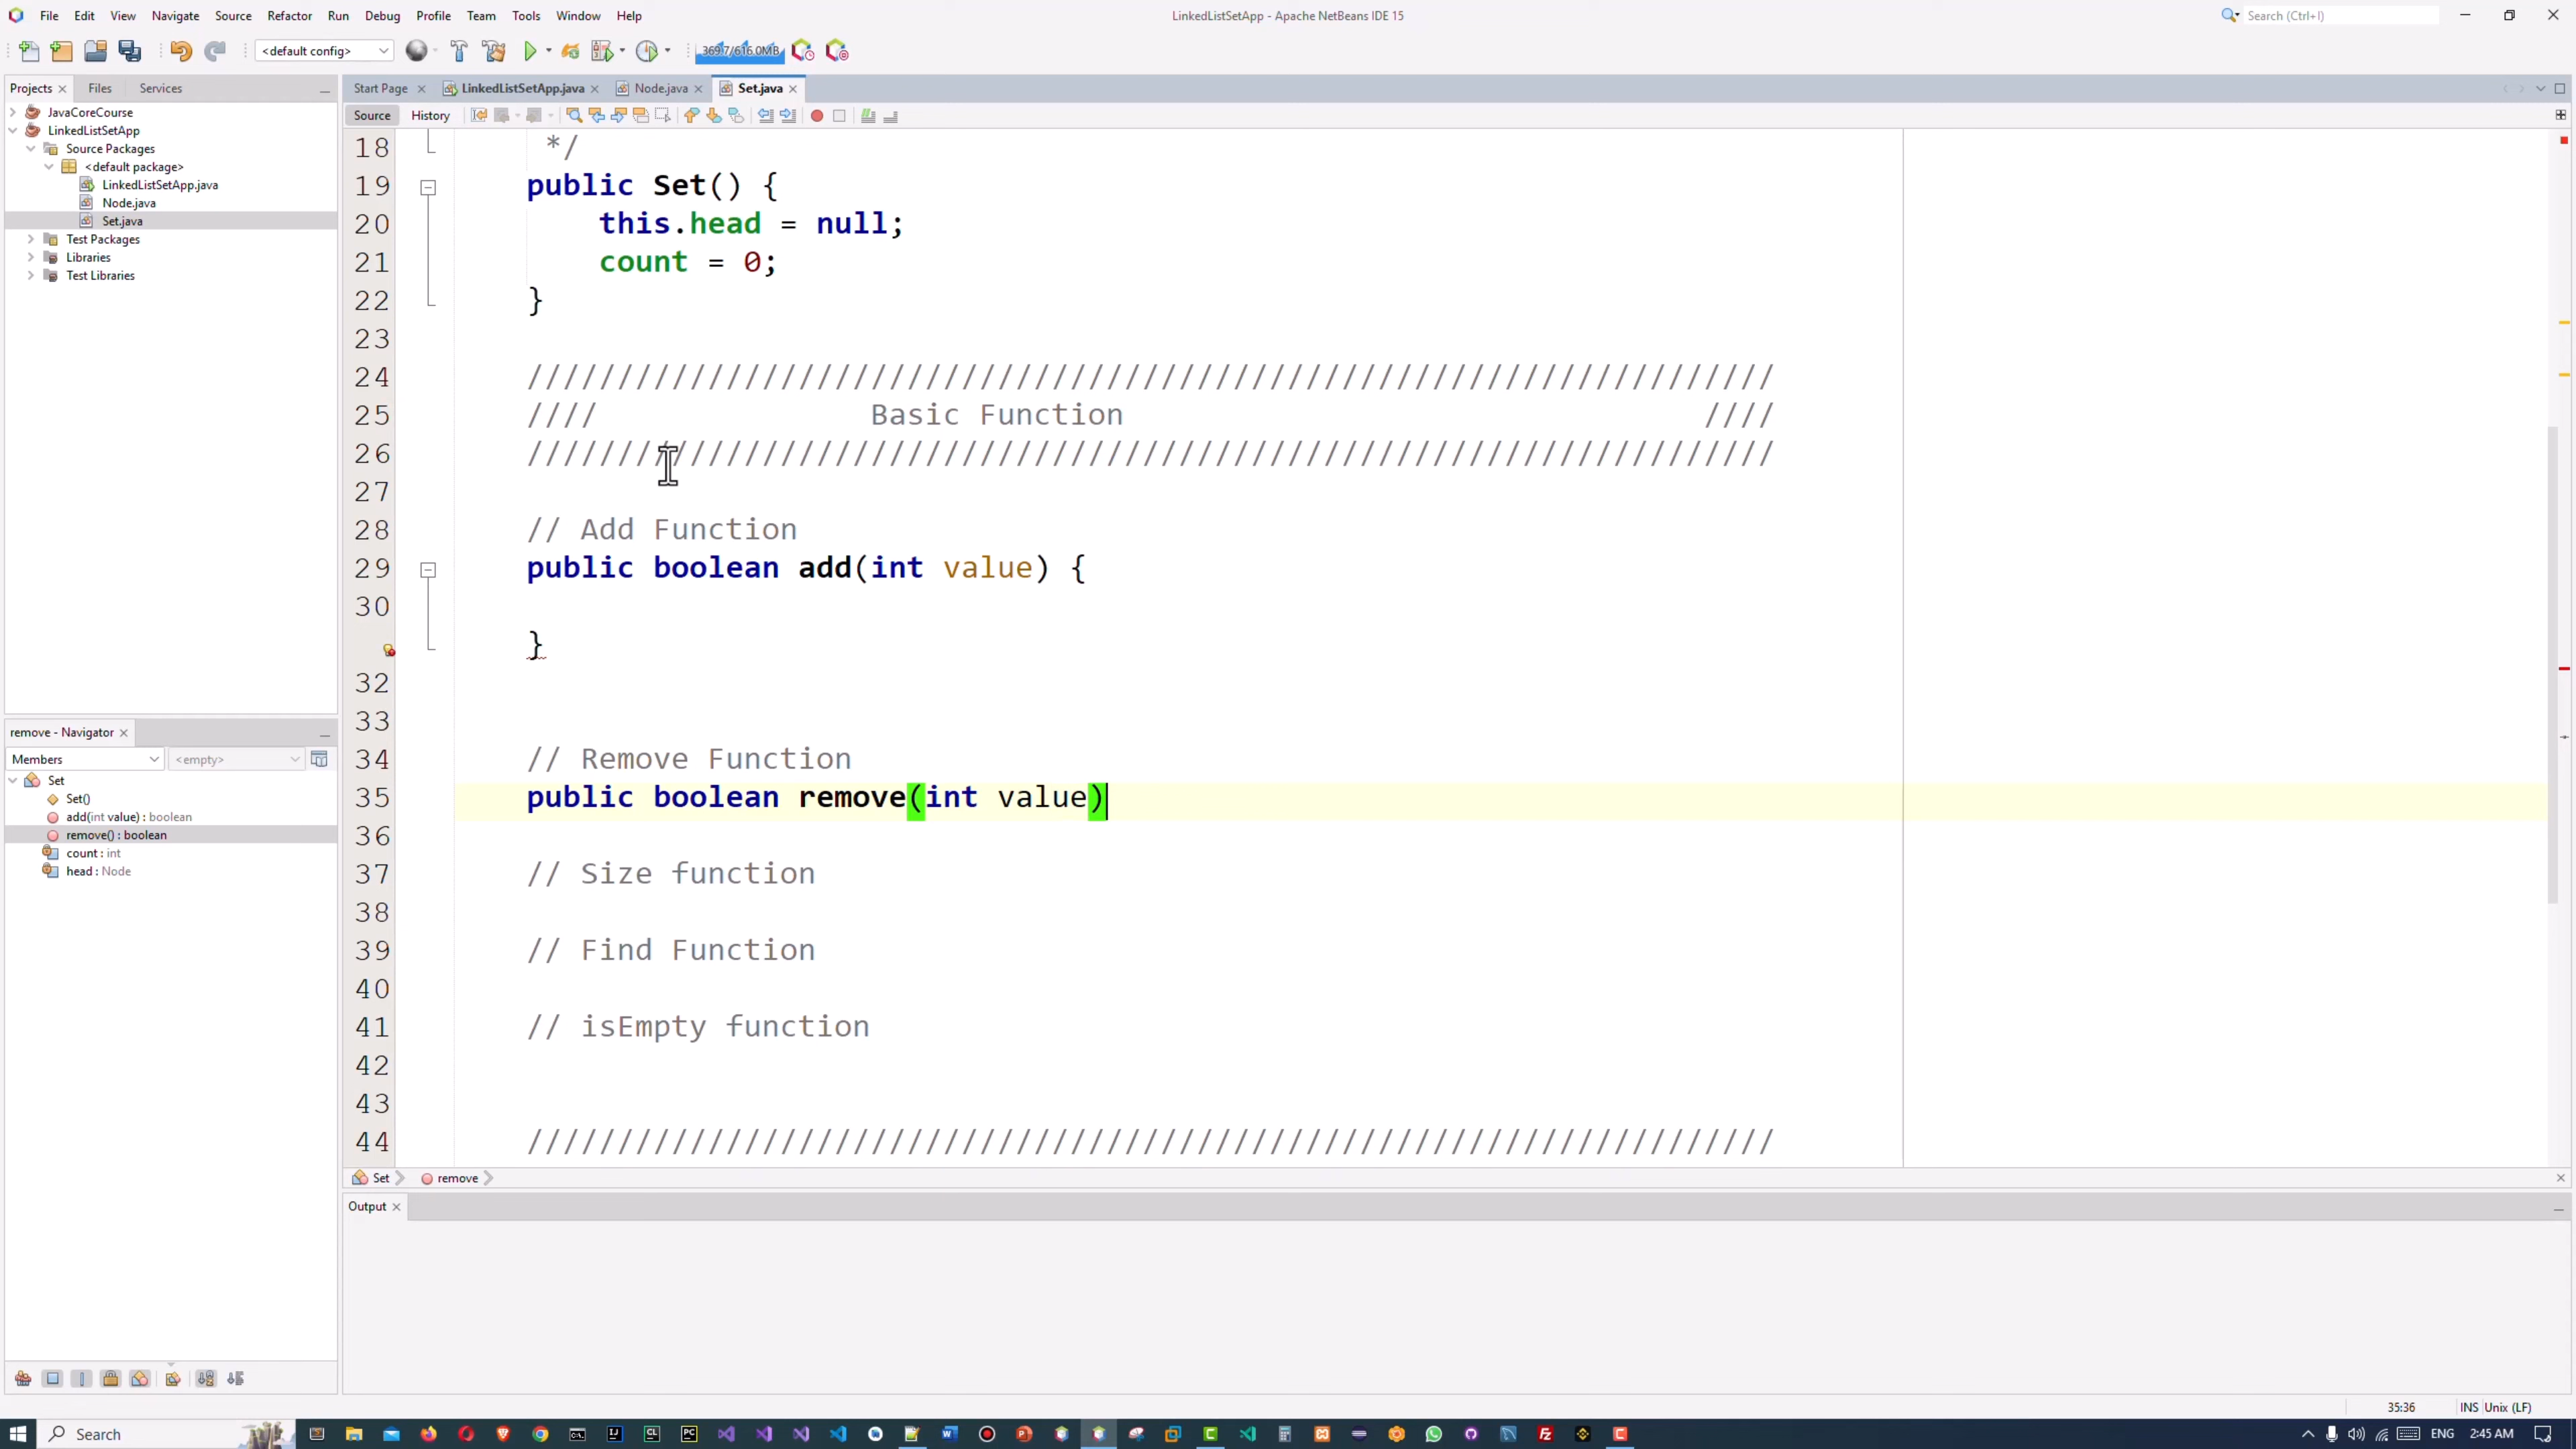 File Edit View Navigate Source Refactor Run Debug Profile Team Tools Window Help
LinkedListSetApp - Apache NetBeans IDE 15
Search (Ctrl+I)
<default config>
369.7/616.0MB
Projects Files Services
JavaCoreCourse
LinkedListSetApp
Source Packages
<default package>
LinkedListSetApp.java
Node.java
Set.java
Test Packages
Libraries
Test Libraries
Start Page LinkedListSetApp.java Node.java Set.java
Source History
18 */
19 public Set() {
20 this.head = null;
21 count = 0;
22 }
23
24 /////////////////////////////////////////////////////////////////////
25 //// Basic Function ////
26 /////////////////////////////////////////////////////////////////////
27
28 // Add Function
29 public boolean add(int value) {
30
}
32
33
34 // Remove Function
35 public boolean remove(int value)
36
37 // Size function
38
39 // Find Function
40
41 // isEmpty function
42
43
44 /////////////////////////////////////////////////////////////////////
remove - Navigator
Members <empty>
Set
Set()
add(int value) : boolean
remove() : boolean
count : int
head : Node
Set remove
Output
35:36 INS Unix (LF)
Search
ENG 2:45 AM